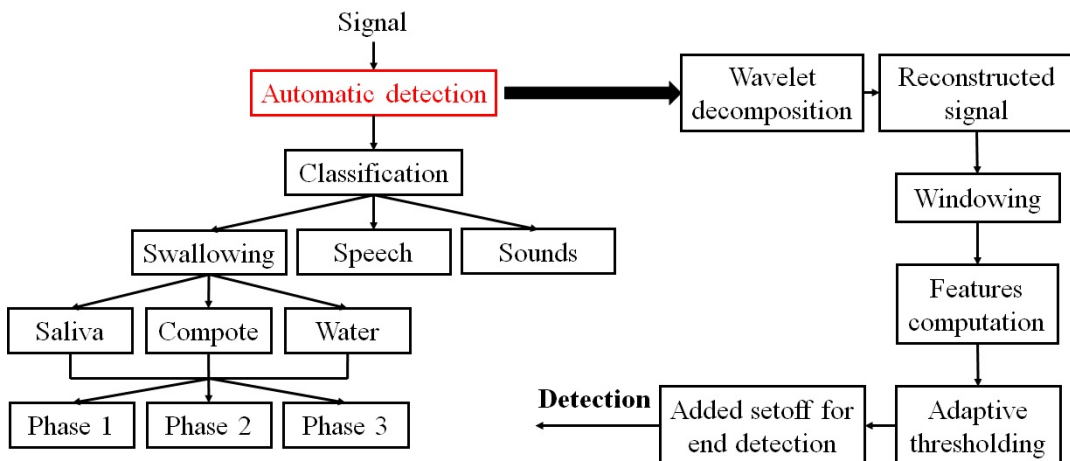 Signal
Automatic detection
Classification
Swallowing
Speech
Sounds
Saliva
Compote
Water
Phase 1
Phase 2
Phase 3
Wavelet
decomposition
Reconstructed
signal
Windowing
Features
computation
Adaptive
thresholding
Added setoff for
end detection
Detection